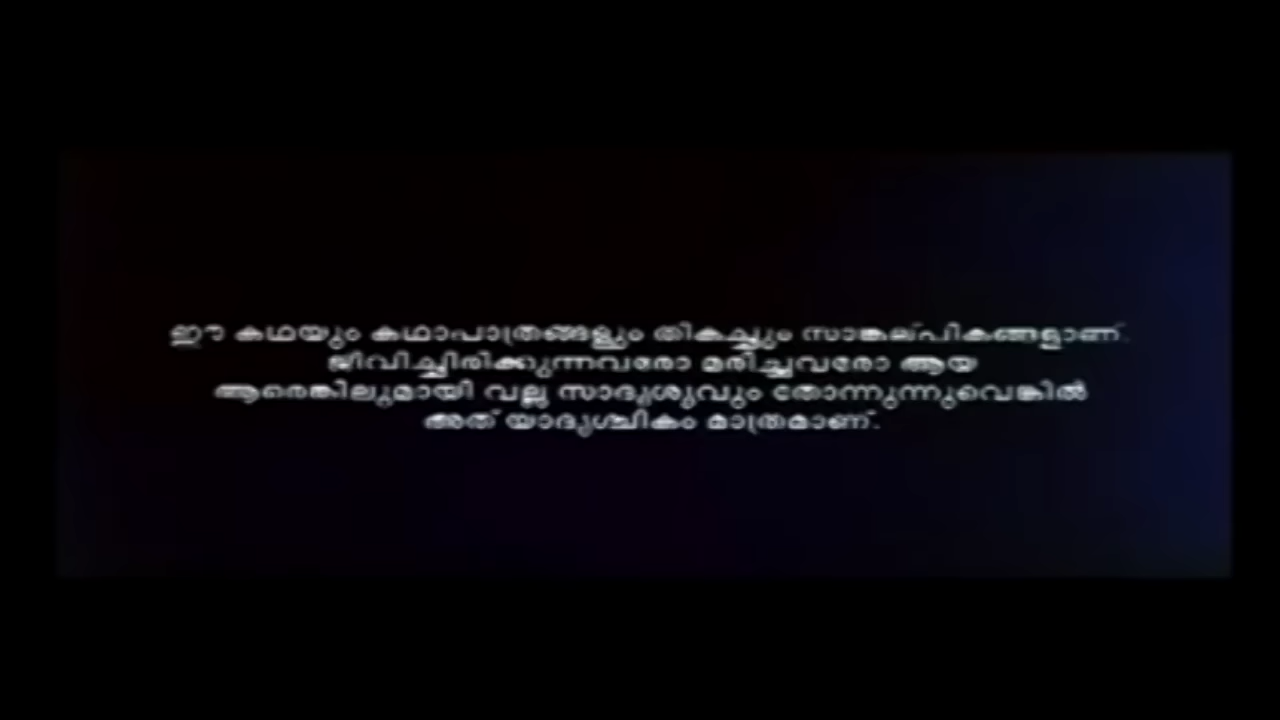 ഈ കഥയും കഥാപാത്രങ്ങളും തികച്ചും സാങ്കല്പികങ്ങളാണ്.
ജീവിച്ചിരിക്കുന്നവരോ മരിച്ചവരോ ആയ
ആരെങ്കിലുമായി വല്ല സാദൃശ്യവും തോന്നുന്നുവെങ്കിൽ
അത് യാദൃശ്ചികം മാത്രമാണ്.